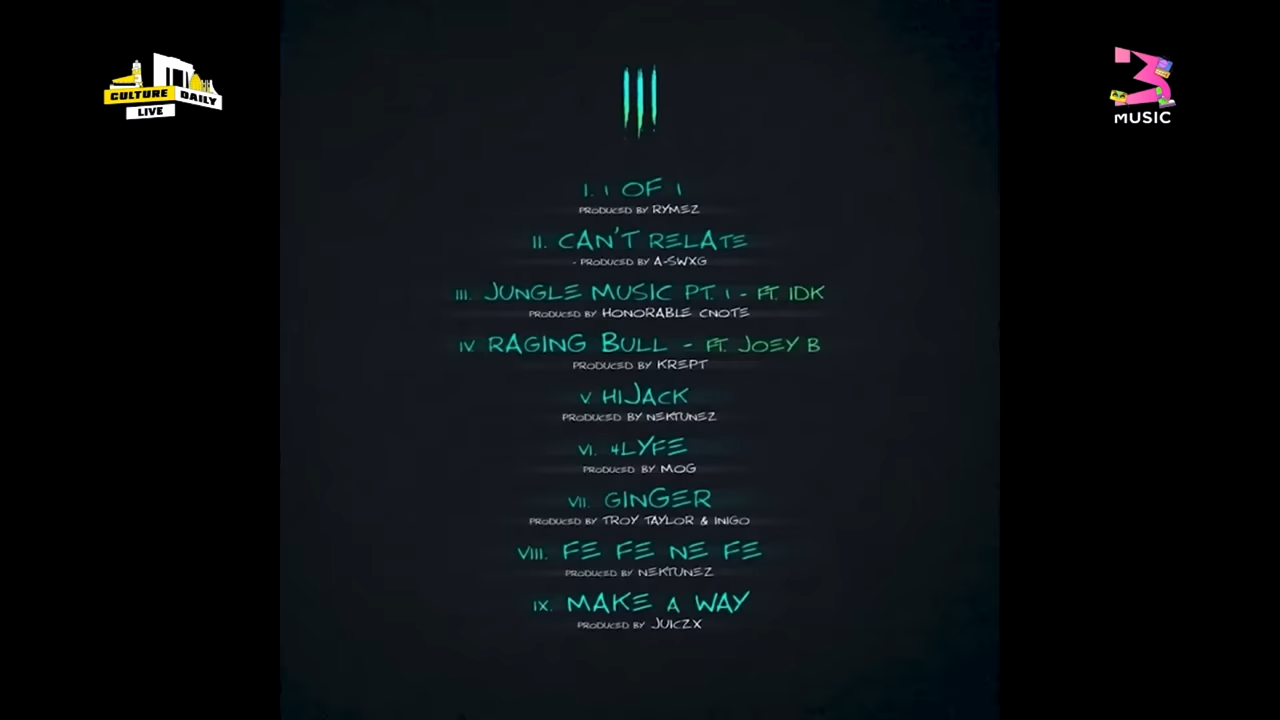 CULTURE DAILY
LIVE
3
MUSIC
III
I. 1 OF 1
PRODUCED BY RYMEZ
II. CAN'T RELATE
- PRODUCED BY A-SWXG
III. JUNGLE MUSIC PT. 1 - FT. IDK
PRODUCED BY HONORABLE CNOTE
IV. RAGING BULL - FT. JOEY B
PRODUCED BY KREPT
V. HIJACK
PRODUCED BY NEKTUNEZ
VI. 4LYFE
PRODUCED BY MOG
VII. GINGER
PRODUCED BY TROY TAYLOR & INIGO
VIII. FE FE NE FE
PRODUCED BY NEKTUNEZ
IX. MAKE A WAY
PRODUCED BY JUICZX